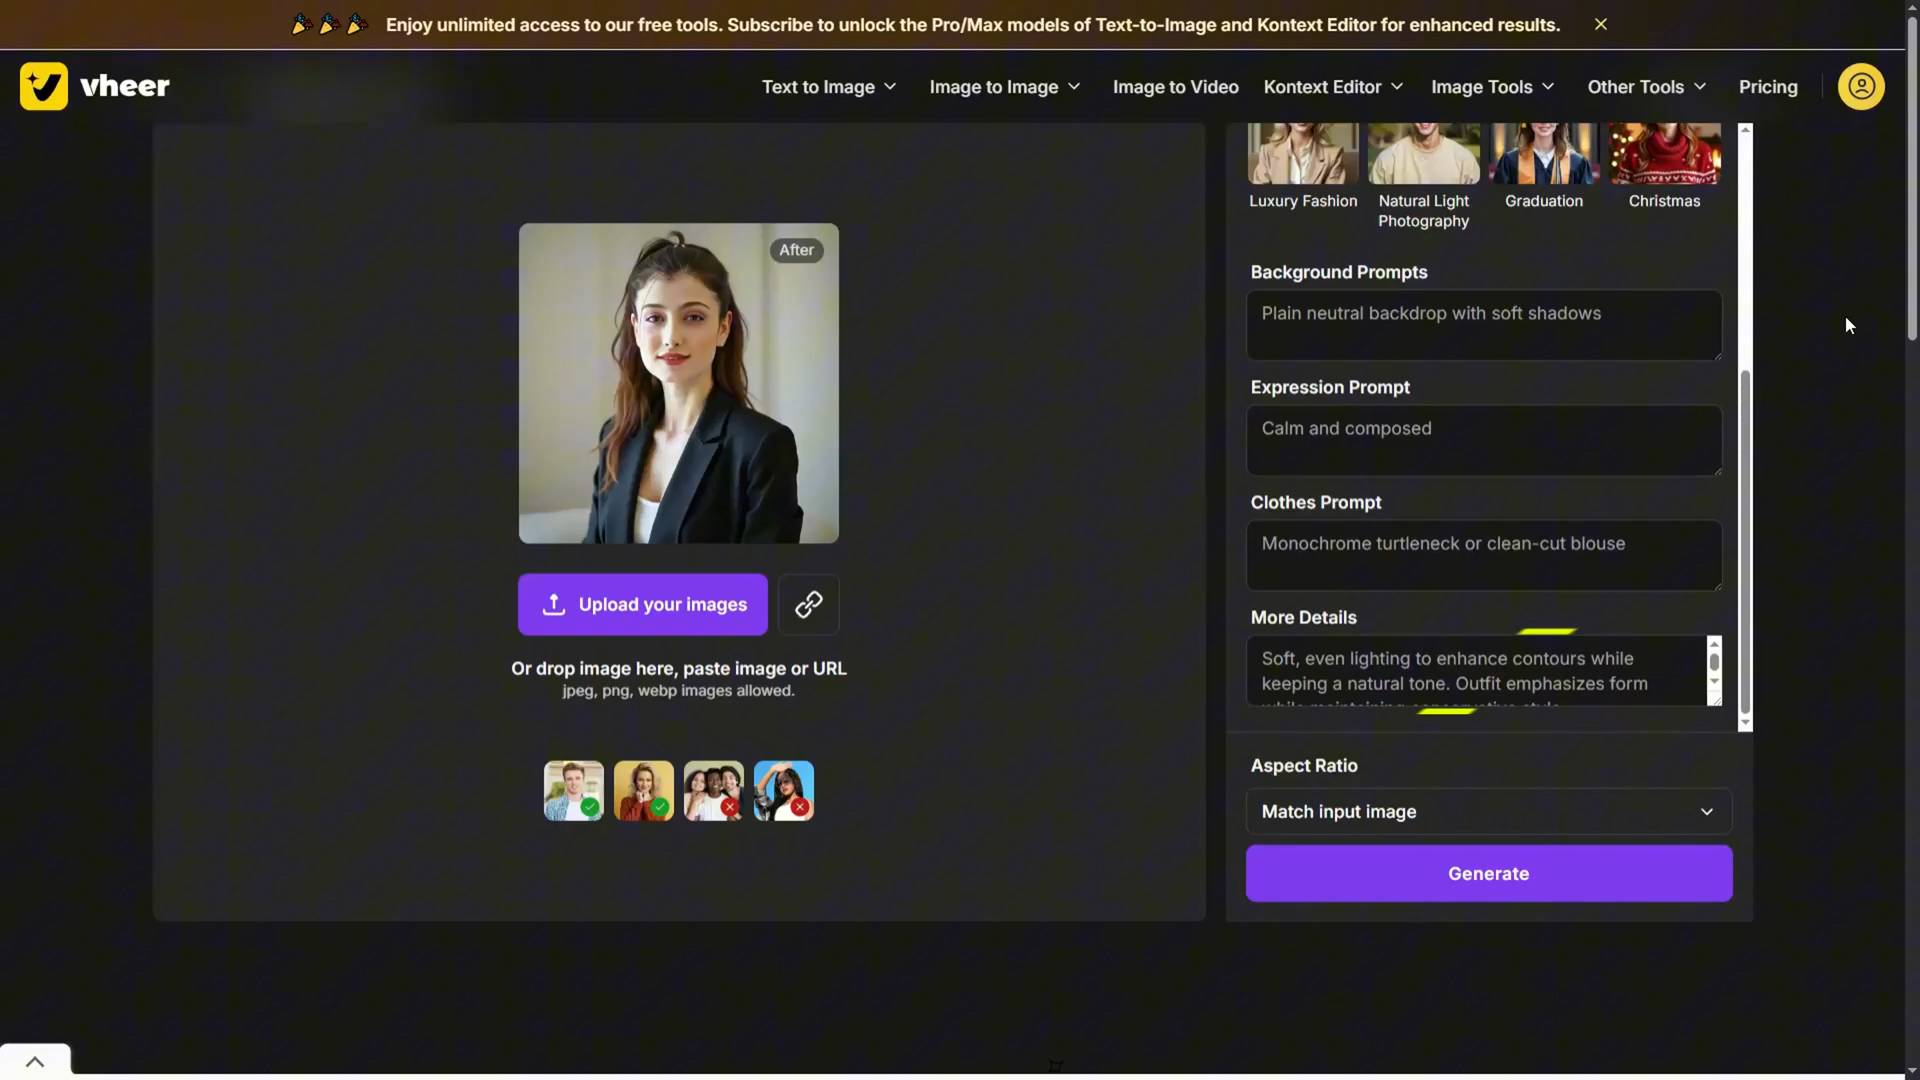 Enjoy unlimited access to our free tools. Subscribe to unlock the Pro/Max models of Text-to-Image and Kontext Editor for enhanced results.
vheer
Text to Image
Image to Image
Image to Video
Kontext Editor
Image Tools
Other Tools
Pricing
After
Upload your images
Or drop image here, paste image or URL
jpeg, png, webp images allowed.
Luxury Fashion
Natural Light
Photography
Graduation
Christmas
Background Prompts
Plain neutral backdrop with soft shadows
Expression Prompt
Calm and composed
Clothes Prompt
Monochrome turtleneck or clean-cut blouse
More Details
Soft, even lighting to enhance contours while
keeping a natural tone. Outfit emphasizes form
while maintaining conservative style.
Aspect Ratio
Match input image
Generate